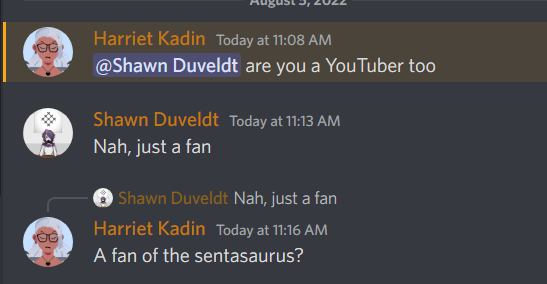 August 5, 2022
Harriet Kadin Today at 11:08 AM
@Shawn Duveldt are you a YouTuber too
Shawn Duveldt Today at 11:13 AM
Nah, just a fan
Shawn Duveldt Nah, just a fan
Harriet Kadin Today at 11:16 AM
A fan of the sentasaurus?